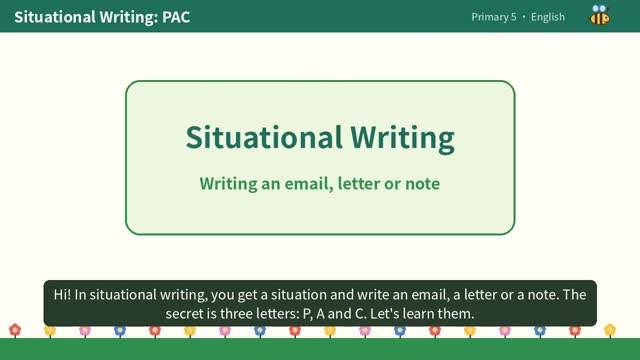 Situational Writing: PAC
Primary 5 • English
Situational Writing
Writing an email, letter or note
Hi! In situational writing, you get a situation and write an email, a letter or a note. The
secret is three letters: P, A and C. Let's learn them.